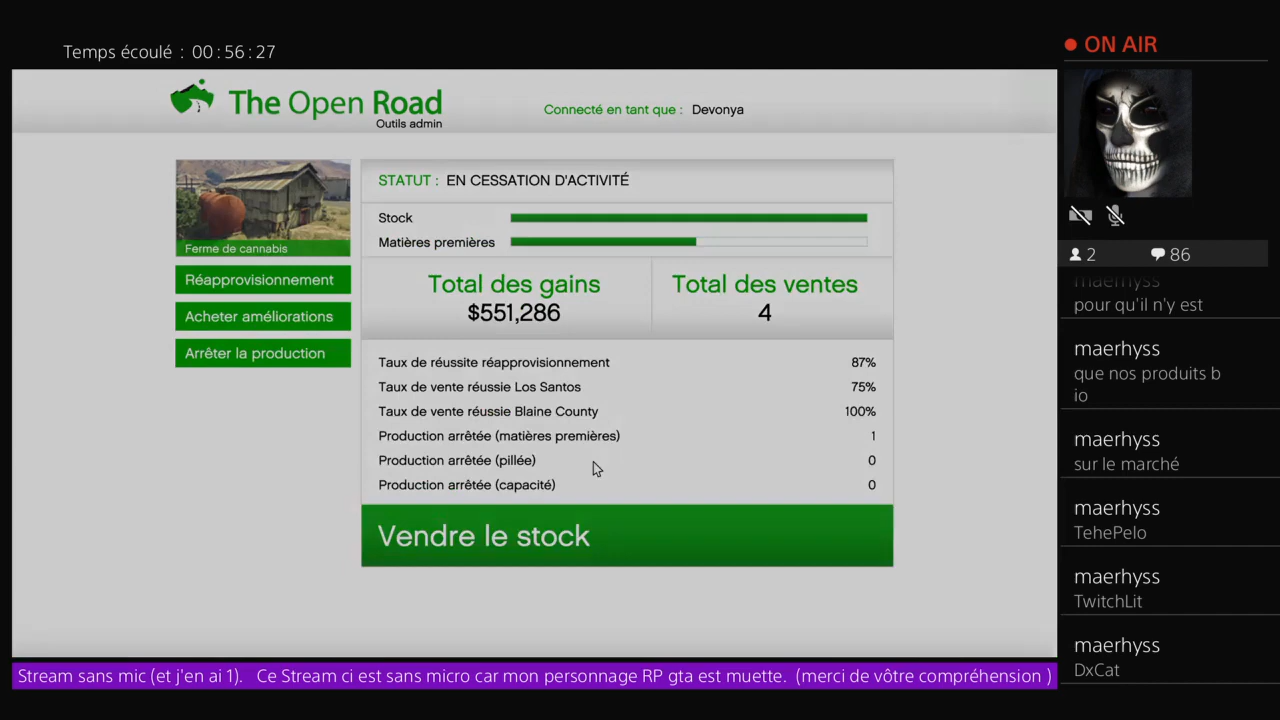 Temps écoulé : 00:56:27
ON AIR
The Open Road
Outils admin
Connecté en tant que : Devonya
Ferme de cannabis
Réapprovisionnement
Acheter améliorations
Arrêter la production
STATUT : EN CESSATION D'ACTIVITÉ
Stock
Matières premières
Total des gains
$551,286
Total des ventes
4
Taux de réussite réapprovisionnement 87%
Taux de vente réussie Los Santos 75%
Taux de vente réussie Blaine County 100%
Production arrêtée (matières premières) 1
Production arrêtée (pillée) 0
Production arrêtée (capacité) 0
Vendre le stock
2 86
maerhyss
pour qu'il n'y est
maerhyss
que nos produits b
io
maerhyss
sur le marché
maerhyss
TehePelo
maerhyss
TwitchLit
maerhyss
DxCat
Stream sans mic (et j'en ai 1). Ce Stream ci est sans micro car mon personnage RP gta est muette. (merci de vôtre compréhension )